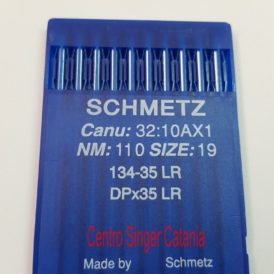 SCHMETZ
Canu: 32:10AX1
NM: 110 SIZE: 19
134-35 LR
DPx35 LR
Centro Singer Catania
Made by Schmetz